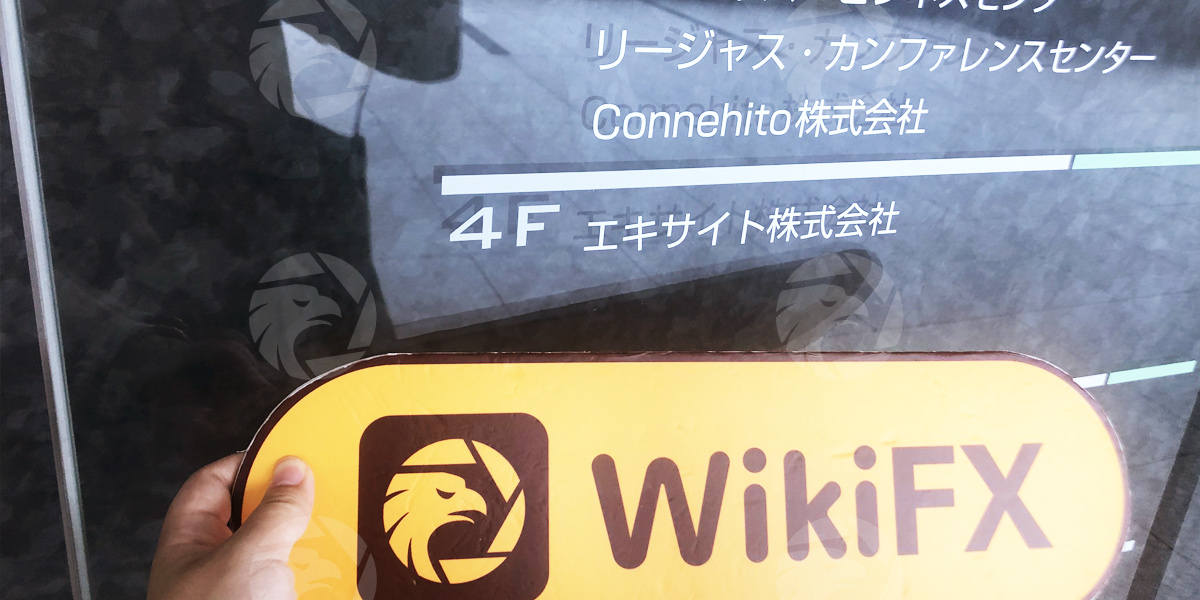 リージャス・カンファレンスセンター
Connehito株式会社
4F エキサイト株式会社
WikiFX